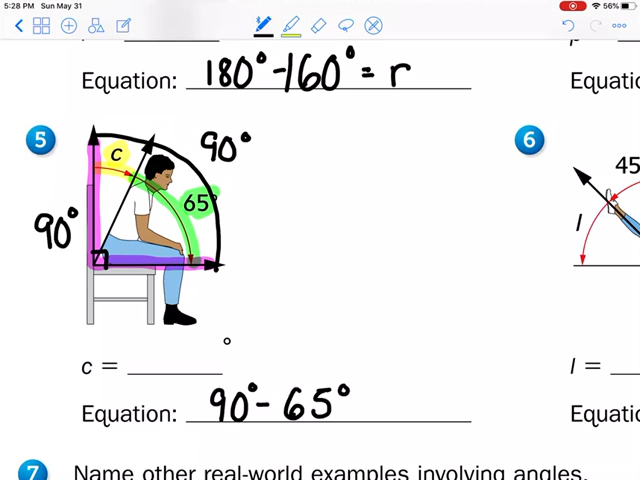 5:28 PM Sun May 31
56%
Equation: 180° - 160° = r
5
c
90°
6
45
65°
90°
l
°
c =
l =
Equation: 90° - 65°
Equatio
7 Name other real-world examples involving angles.